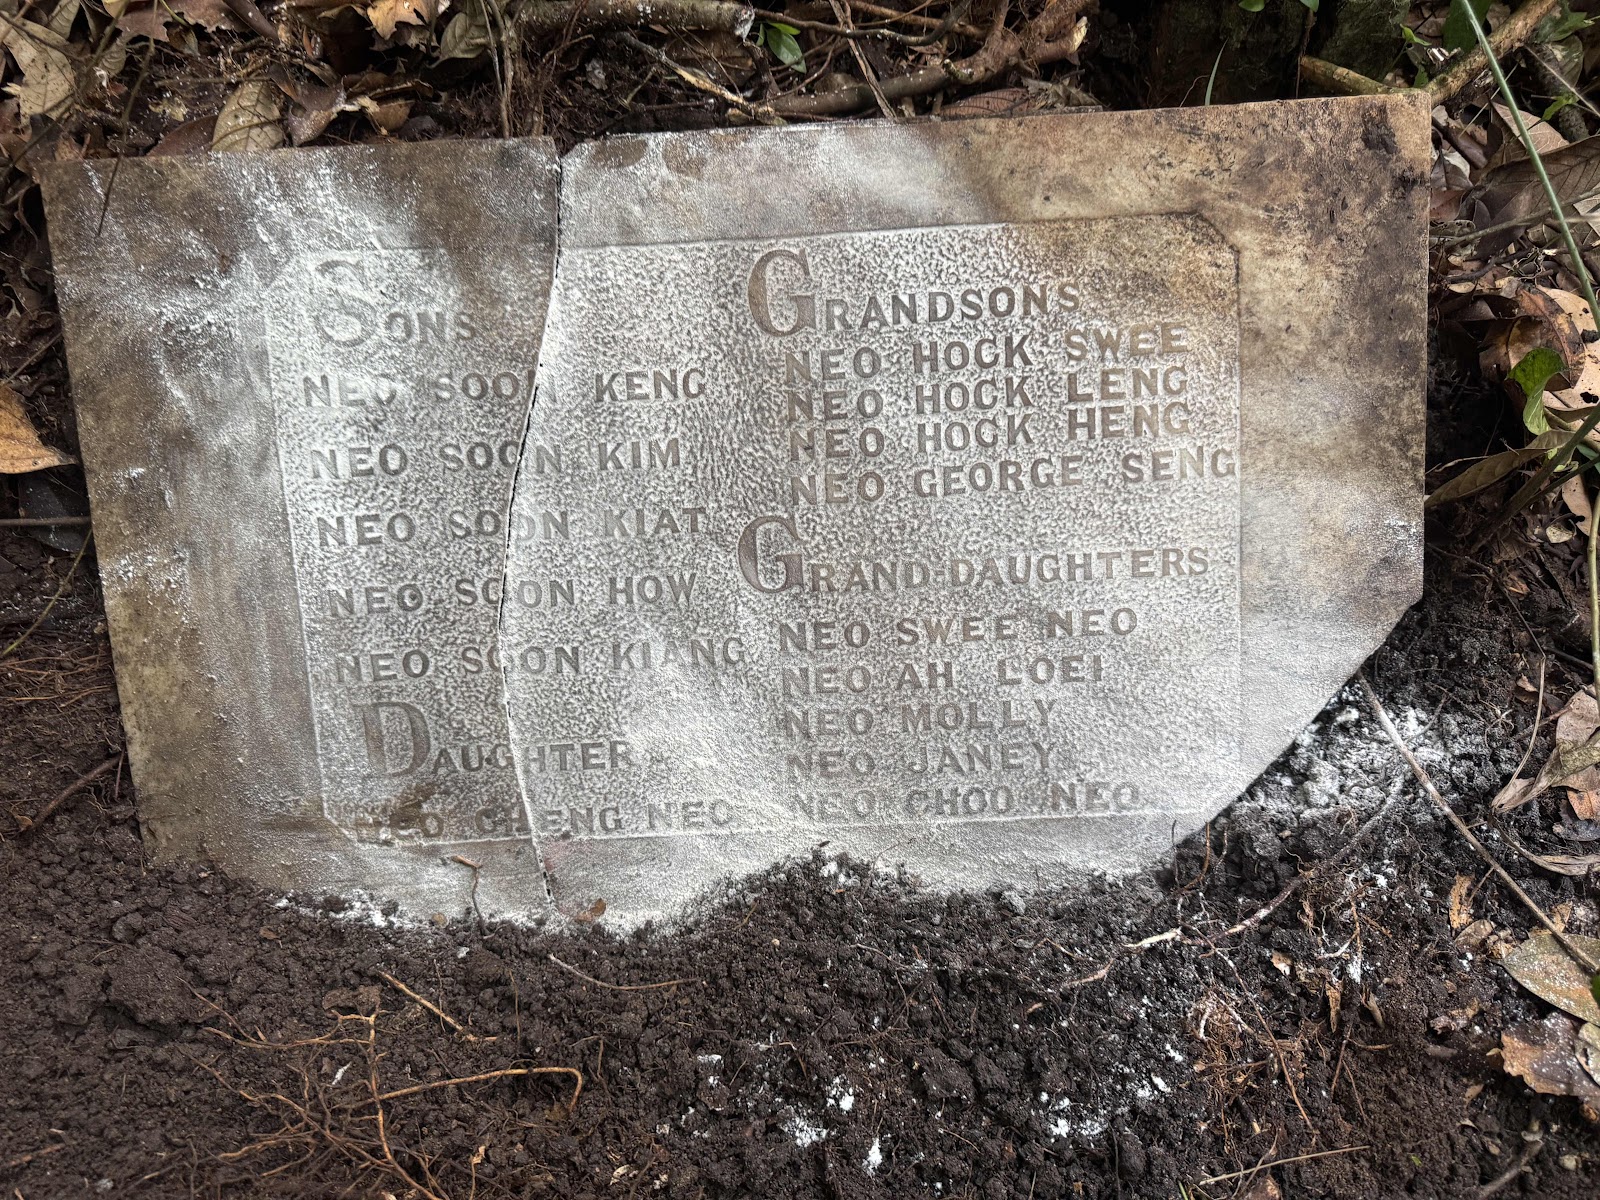 SONS
NEO SOON KENG
NEO SOON KIM
NEO SOON KIAT
NEO SOON HOW
NEO SOON KIANG
DAUGHTER
NEO CHENG NEO
GRANDSONS
NEO HOCK SWEE
NEO HOCK LENG
NEO HOCK HENG
NEO GEORGE SENG
GRAND-DAUGHTERS
NEO SWEE NEO
NEO AH LOEI
NEO MOLLY
NEO JANEY
NEO CHOO NEO